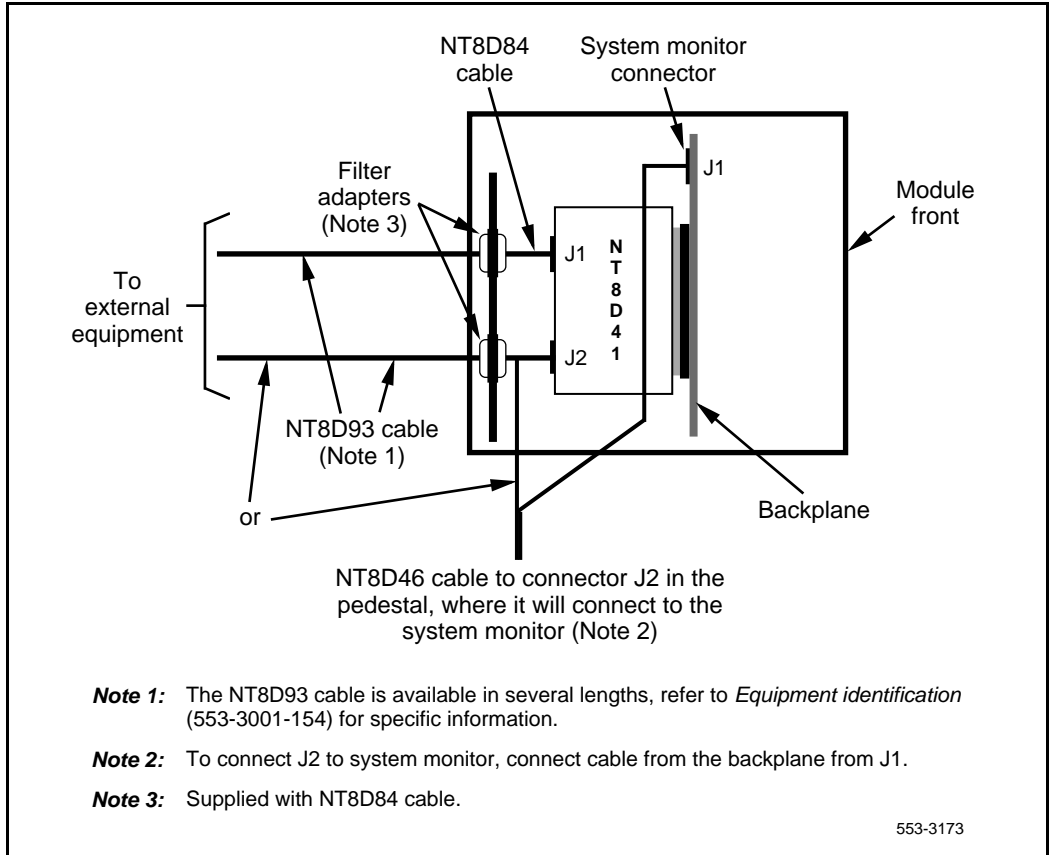 NT8D84
cable
System monitor
connector
J1
Filter
adapters
(Note 3)
Module
front
J1
N
T
8
D
4
1
To
external
equipment
J2
NT8D93 cable
(Note 1)
or
Backplane
NT8D46 cable to connector J2 in the
pedestal, where it will connect to the
system monitor (Note 2)
Note 1: The NT8D93 cable is available in several lengths, refer to Equipment identification
(553-3001-154) for specific information.
Note 2: To connect J2 to system monitor, connect cable from the backplane from J1.
Note 3: Supplied with NT8D84 cable.
553-3173